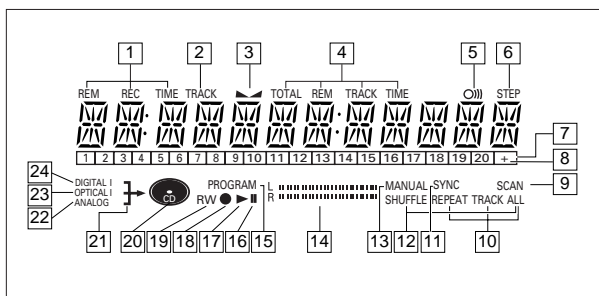 1 2 3 4 5 6
REM REC TIME TRACK TOTAL REM TRACK TIME STEP
1 2 3 4 5 6 7 8 9 10 11 12 13 14 15 16 17 18 19 20 +
7
8
24 DIGITAL I
23 OPTICAL I
22 ANALOG
CD
PROGRAM
RW
L
R
MANUAL SYNC SCAN
SHUFFLE REPEAT TRACK ALL
9
21 20 19 18 17 16 15 14 13 12 11 10